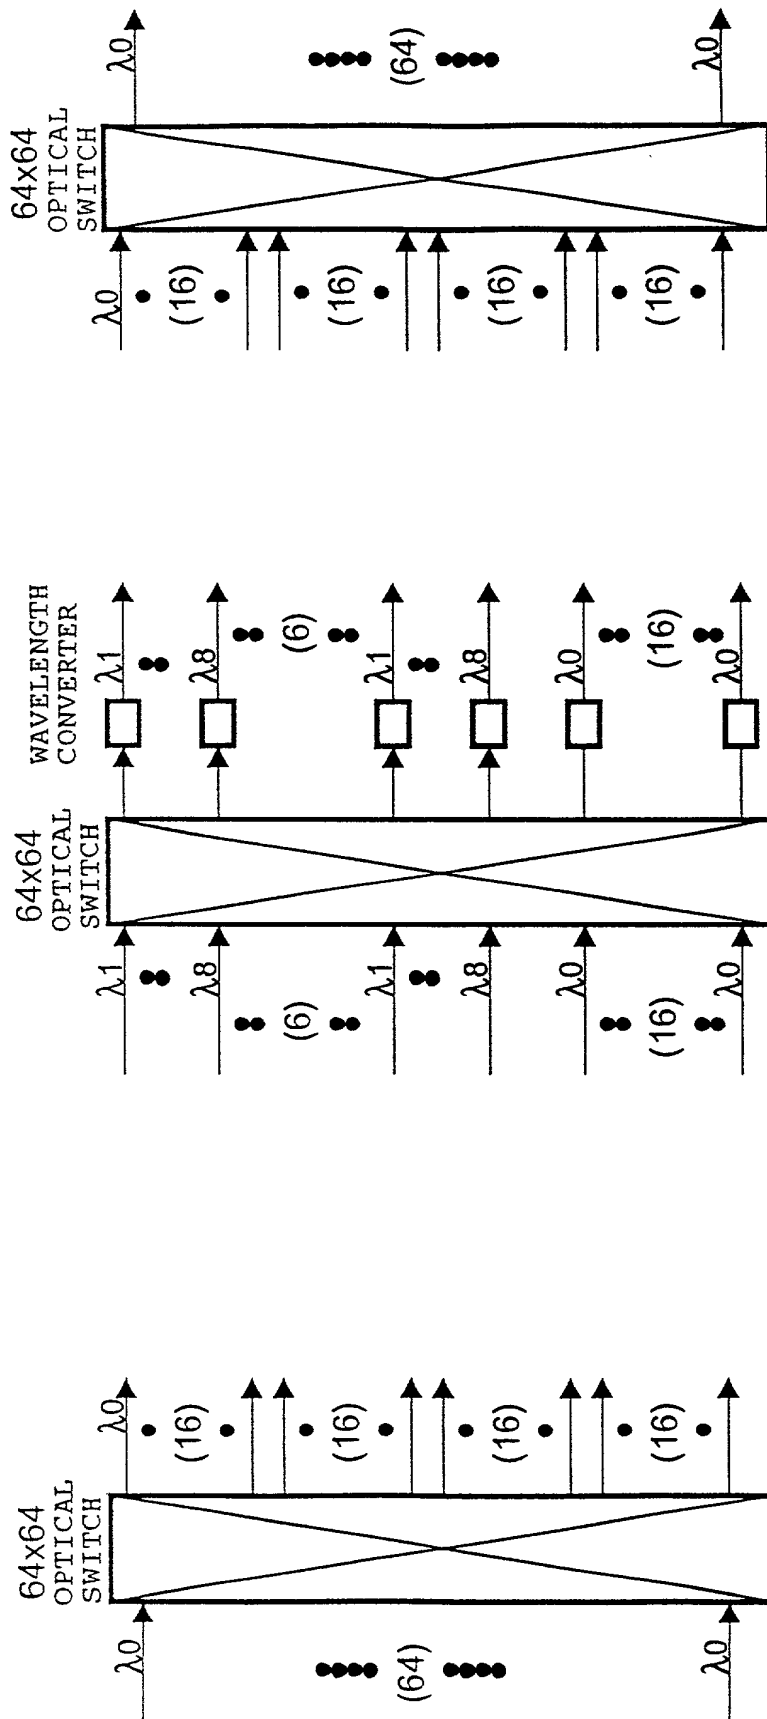 64x64
OPTICAL
SWITCH
λ0
(64)
λ0
λ0
(16)
(16)
(16)
(16)
64x64
OPTICAL
SWITCH
WAVELENGTH
CONVERTER
λ1
λ8
(6)
λ1
λ8
λ0
(16)
λ0
λ1
λ8
(6)
λ1
λ8
λ0
(16)
λ0
64x64
OPTICAL
SWITCH
λ0
(16)
(16)
(16)
(16)
λ0
(64)
λ0